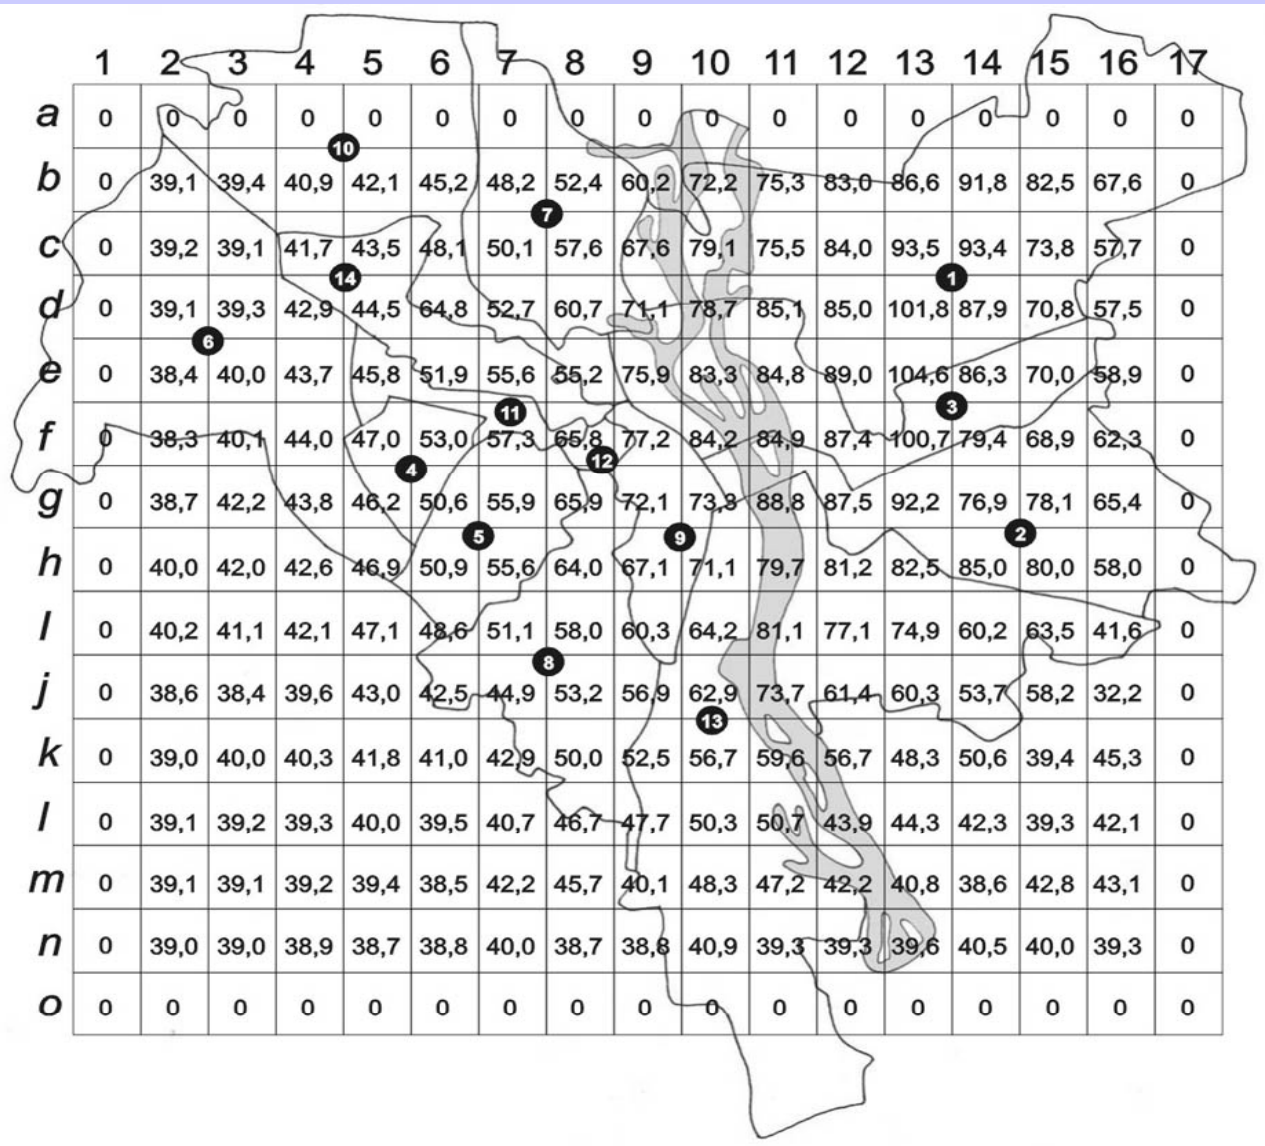 1 2 3 4 5 6 7 8 9 10 11 12 13 14 15 16 17
a 0 0 0 0 0 0 0 0 0 0 0 0 0 0 0 0 0
10
b 0 39,1 39,4 40,9 42,1 45,2 48,2 52,4 60,2 72,2 75,3 83,0 86,6 91,8 82,5 67,6 0
7
c 0 39,2 39,1 41,7 43,5 48,1 50,1 57,6 67,6 79,1 75,5 84,0 93,5 93,4 73,8 57,7 0
14 1
d 0 39,1 39,3 42,9 44,5 64,8 52,7 60,7 71,1 78,7 85,1 85,0 101,8 87,9 70,8 57,5 0
6
e 0 38,4 40,0 43,7 45,8 51,9 55,6 55,2 75,9 83,3 84,8 89,0 104,6 86,3 70,0 58,9 0
11 3
f 0 38,3 40,1 44,0 47,0 53,0 57,3 65,8 77,2 84,2 84,9 87,4 100,7 79,4 68,9 62,3 0
4 12
g 0 38,7 42,2 43,8 46,2 50,6 55,9 65,9 72,1 73,3 88,8 87,5 92,2 76,9 78,1 65,4 0
5 9 2
h 0 40,0 42,0 42,6 46,9 50,9 55,6 64,0 67,1 71,1 79,7 81,2 82,5 85,0 80,0 58,0 0
I 0 40,2 41,1 42,1 47,1 48,6 51,1 58,0 60,3 64,2 81,1 77,1 74,9 60,2 63,5 41,6 0
8
j 0 38,6 38,4 39,6 43,0 42,5 44,9 53,2 56,9 62,9 73,7 61,4 60,3 53,7 58,2 32,2 0
13
k 0 39,0 40,0 40,3 41,8 41,0 42,9 50,0 52,5 56,7 59,6 56,7 48,3 50,6 39,4 45,3 0
l 0 39,1 39,2 39,3 40,0 39,5 40,7 46,7 47,7 50,3 50,7 43,9 44,3 42,3 39,3 42,1 0
m 0 39,1 39,1 39,2 39,4 38,5 42,2 45,7 40,1 48,3 47,2 42,2 40,8 38,6 42,8 43,1 0
n 0 39,0 39,0 38,9 38,7 38,8 40,0 38,7 38,8 40,9 39,3 39,3 39,6 40,5 40,0 39,3 0
o 0 0 0 0 0 0 0 0 0 0 0 0 0 0 0 0 0